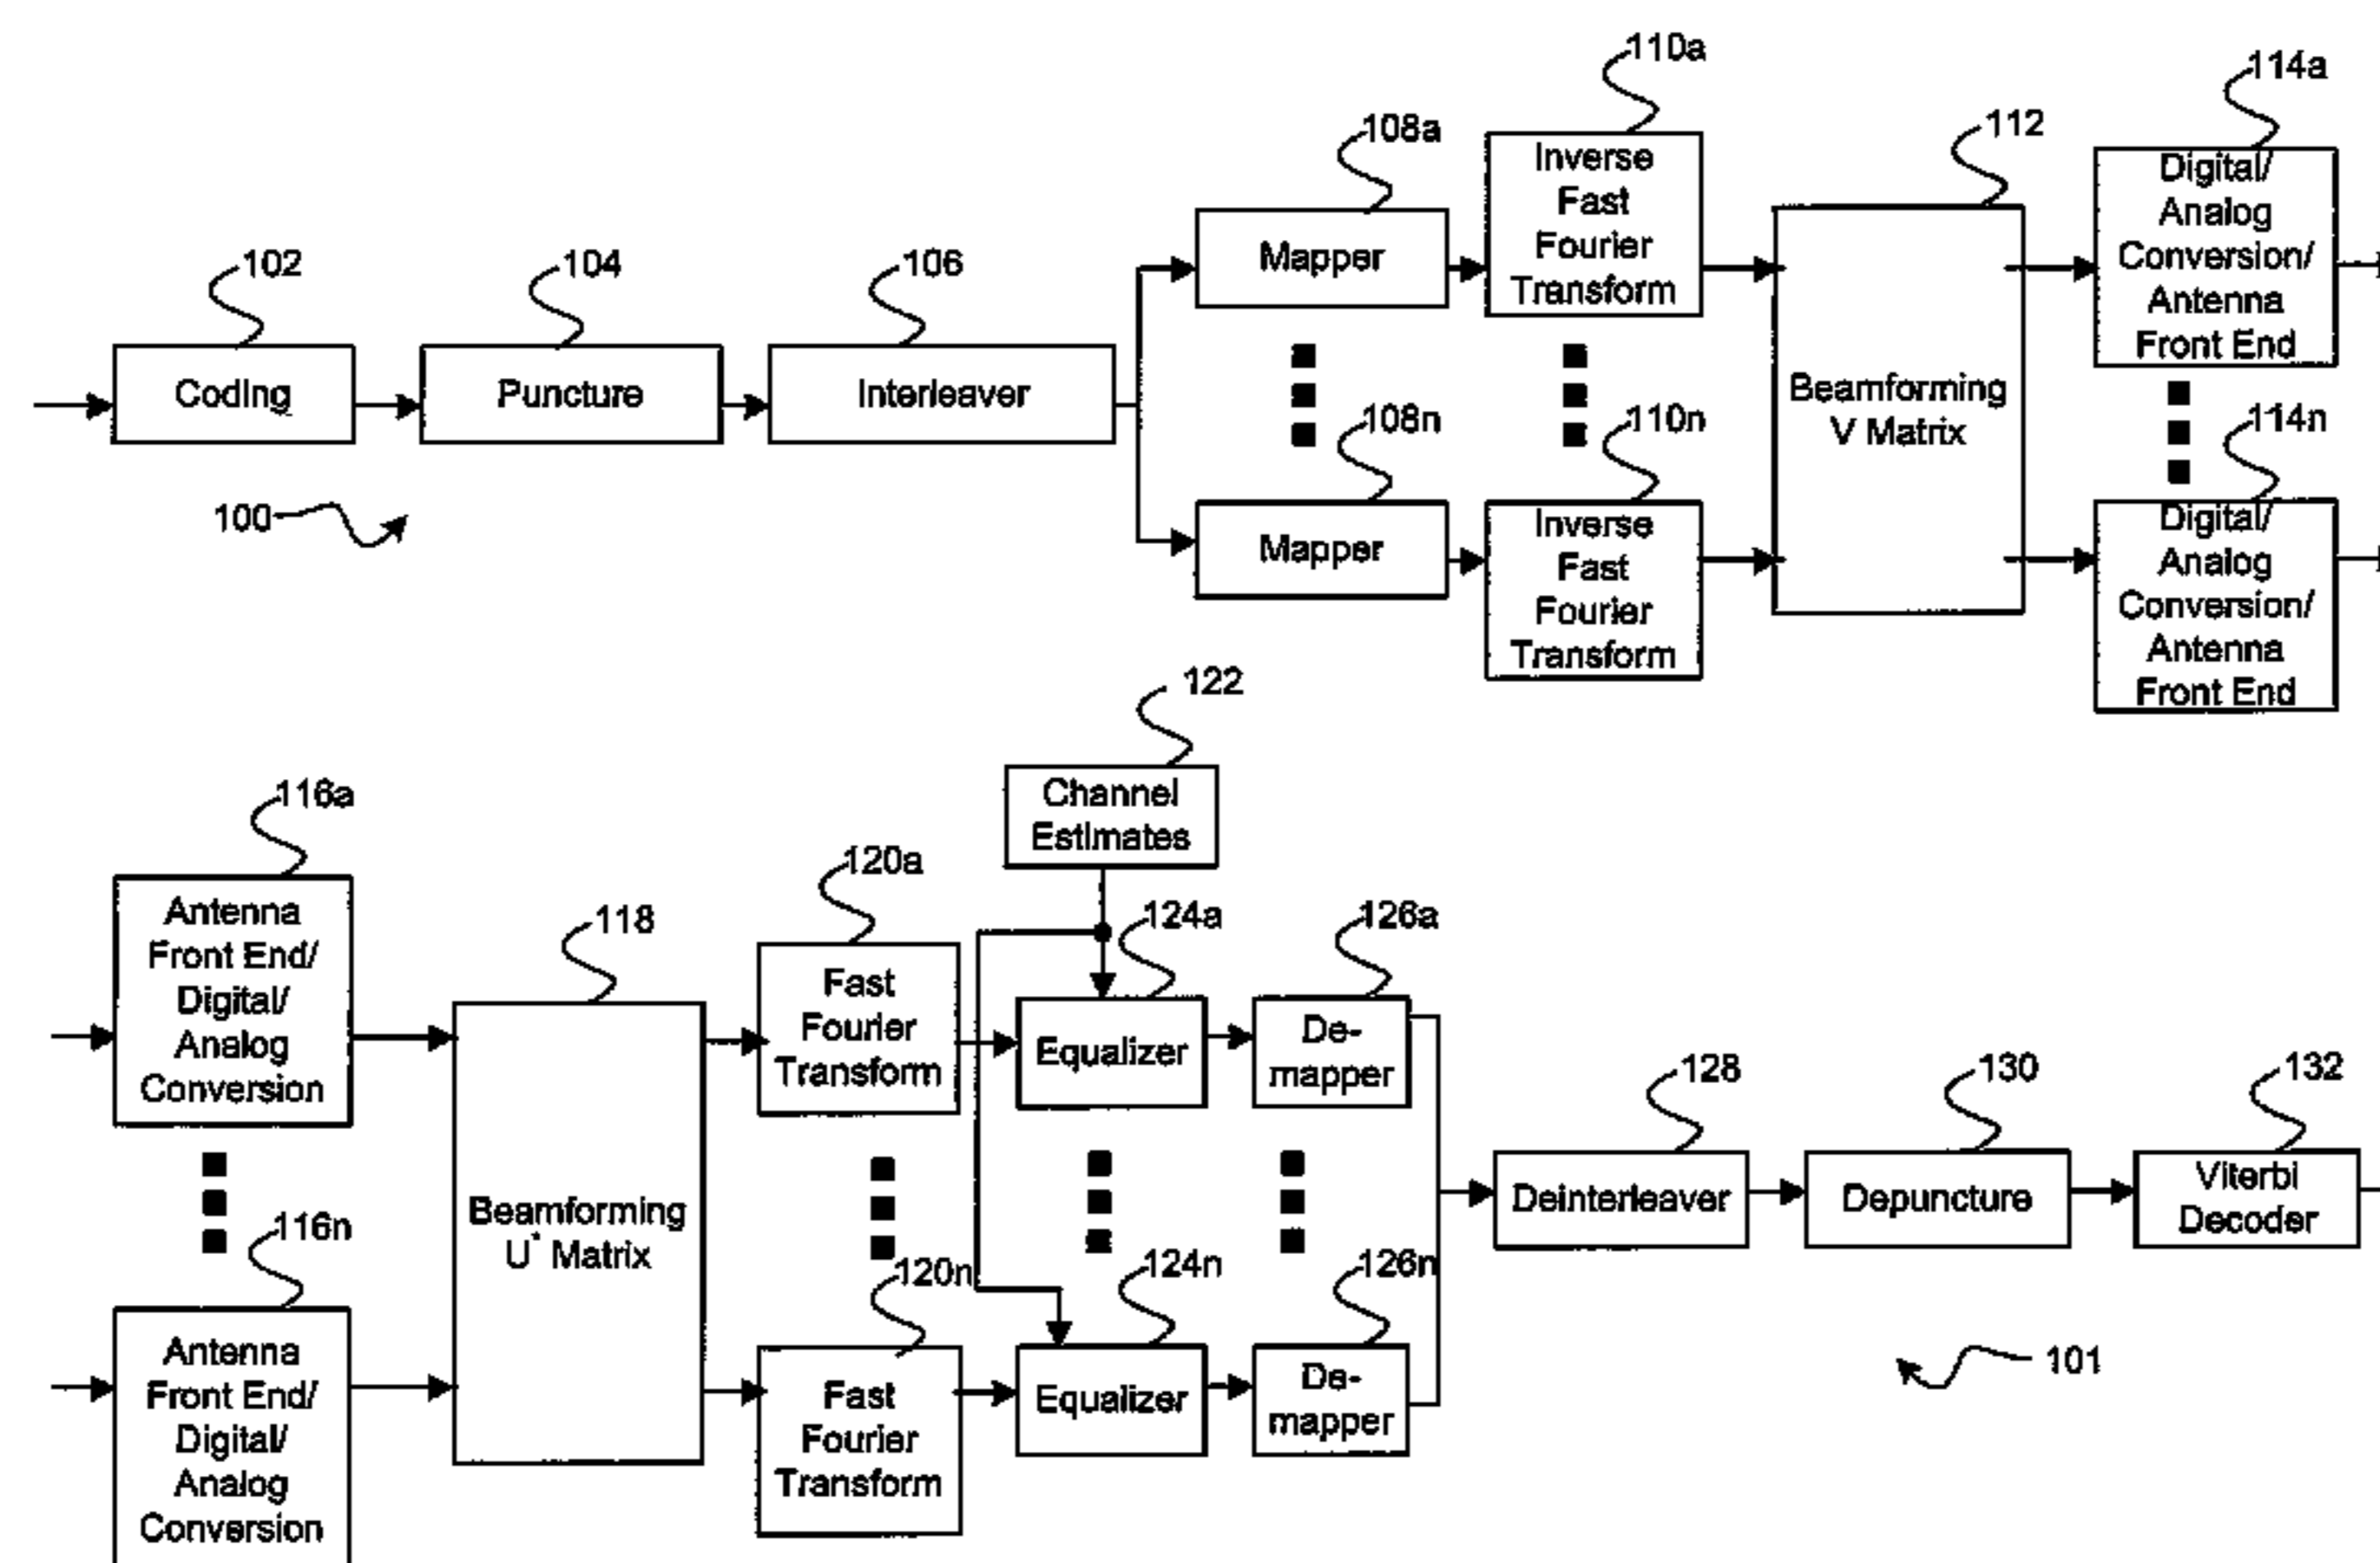 110a
114a
108a
112
Inverse
Fast
Fourier
Transform
Digital/
Analog
Conversion/
Antenna
Front End
102
104
106
Mapper
Coding
Puncture
Interleaver
Beamforming
V Matrix
108n
110n
114n
100
Mapper
Inverse
Fast
Fourier
Transform
Digital/
Analog
Conversion/
Antenna
Front End
122
Channel
Estimates
116a
120a
118
124a
126a
Antenna
Front End/
Digital/
Analog
Conversion
Fast
Fourier
Transform
Equalizer
De-
mapper
128
130
132
Beamforming
U* Matrix
Deinterleaver
Depuncture
Viterbi
Decoder
116n
120n
124n
126n
Antenna
Front End/
Digital/
Analog
Conversion
Fast
Fourier
Transform
Equalizer
De-
mapper
101